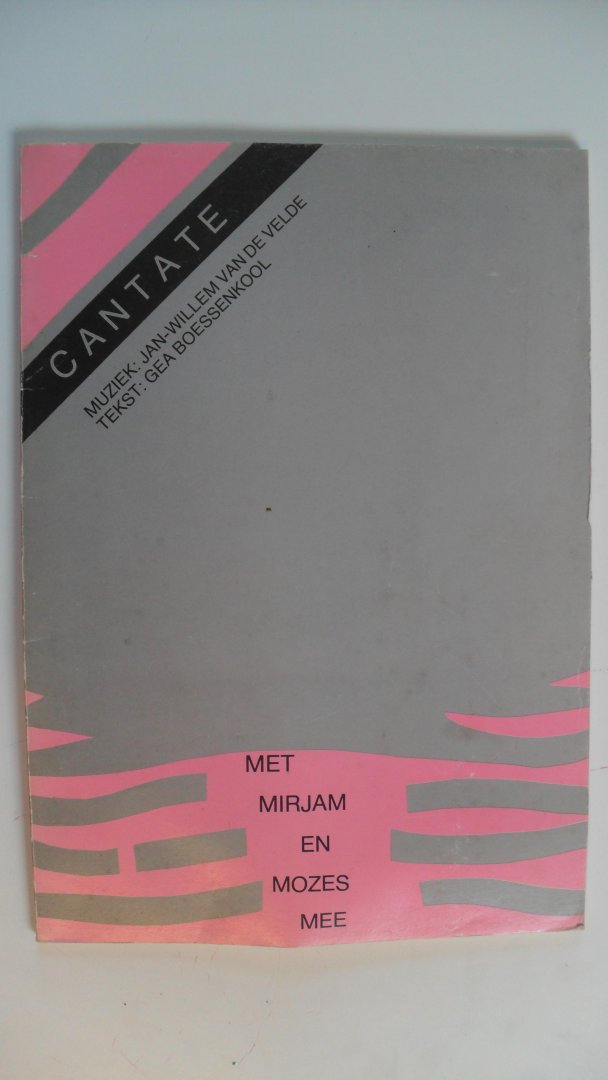 CANTATE
MUZIEK: JAN-WILLEM VAN DE VELDE
TEKST: GEA BOESSENKOOL
MET
MIRJAM
EN
MOZES
MEE